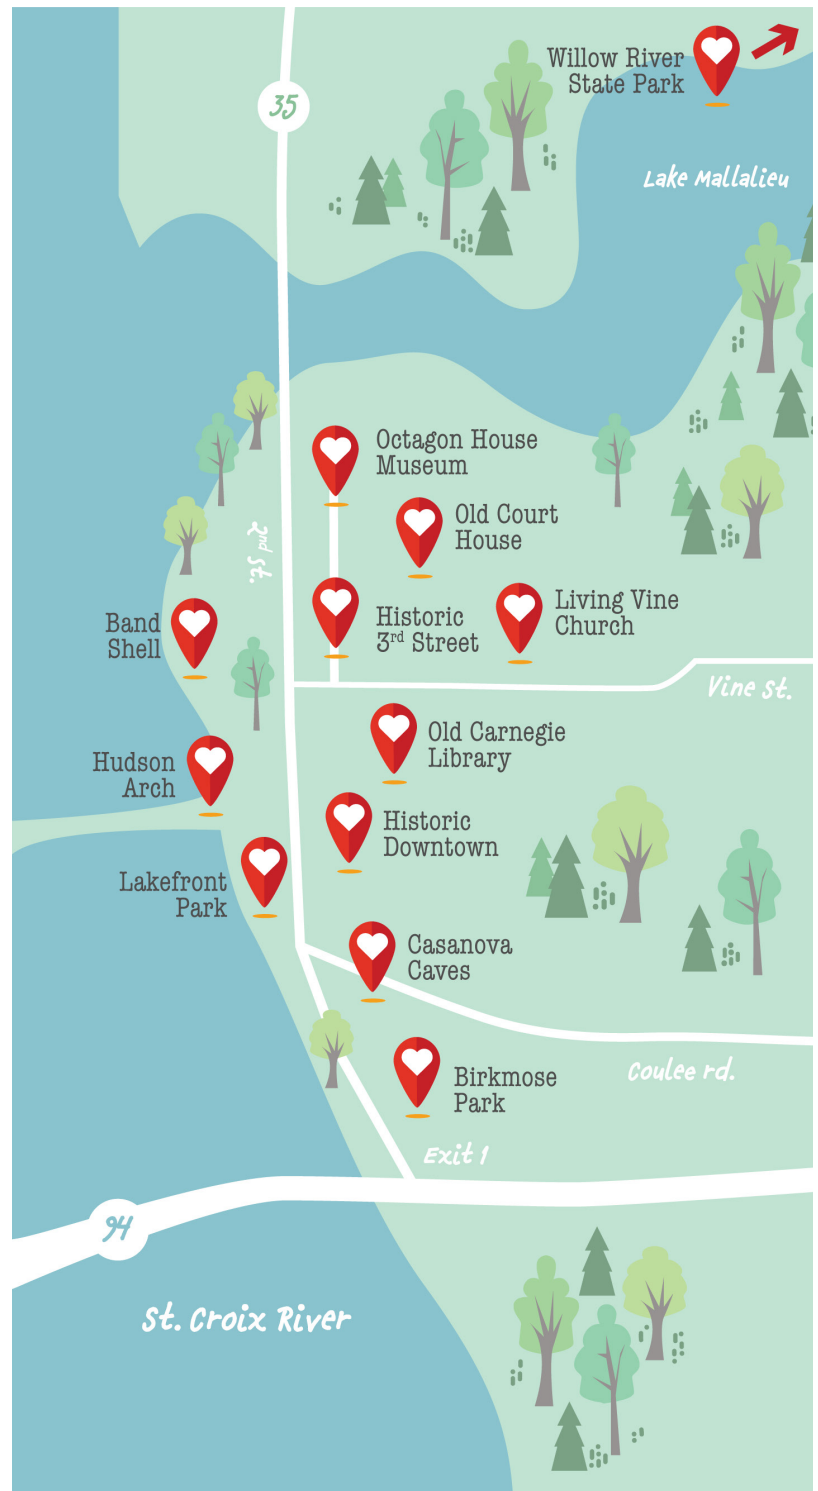 Willow River
State Park
35
Lake Mallalieu
Octagon House
Museum
Old Court
House
2nd St.
Band
Shell
Historic
3rd Street
Living Vine
Church
Vine St.
Old Carnegie
Library
Hudson
Arch
Historic
Downtown
Lakefront
Park
Casanova
Caves
Coulee rd.
Birkmose
Park
Exit 1
94
St. Croix River